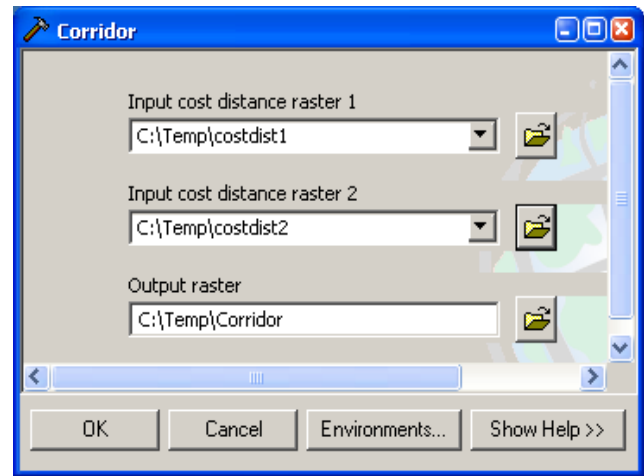 Corridor
Input cost distance raster 1
C:\Temp\costdist1
Input cost distance raster 2
C:\Temp\costdist2
Output raster
C:\Temp\Corridor
OK Cancel Environments... Show Help >>